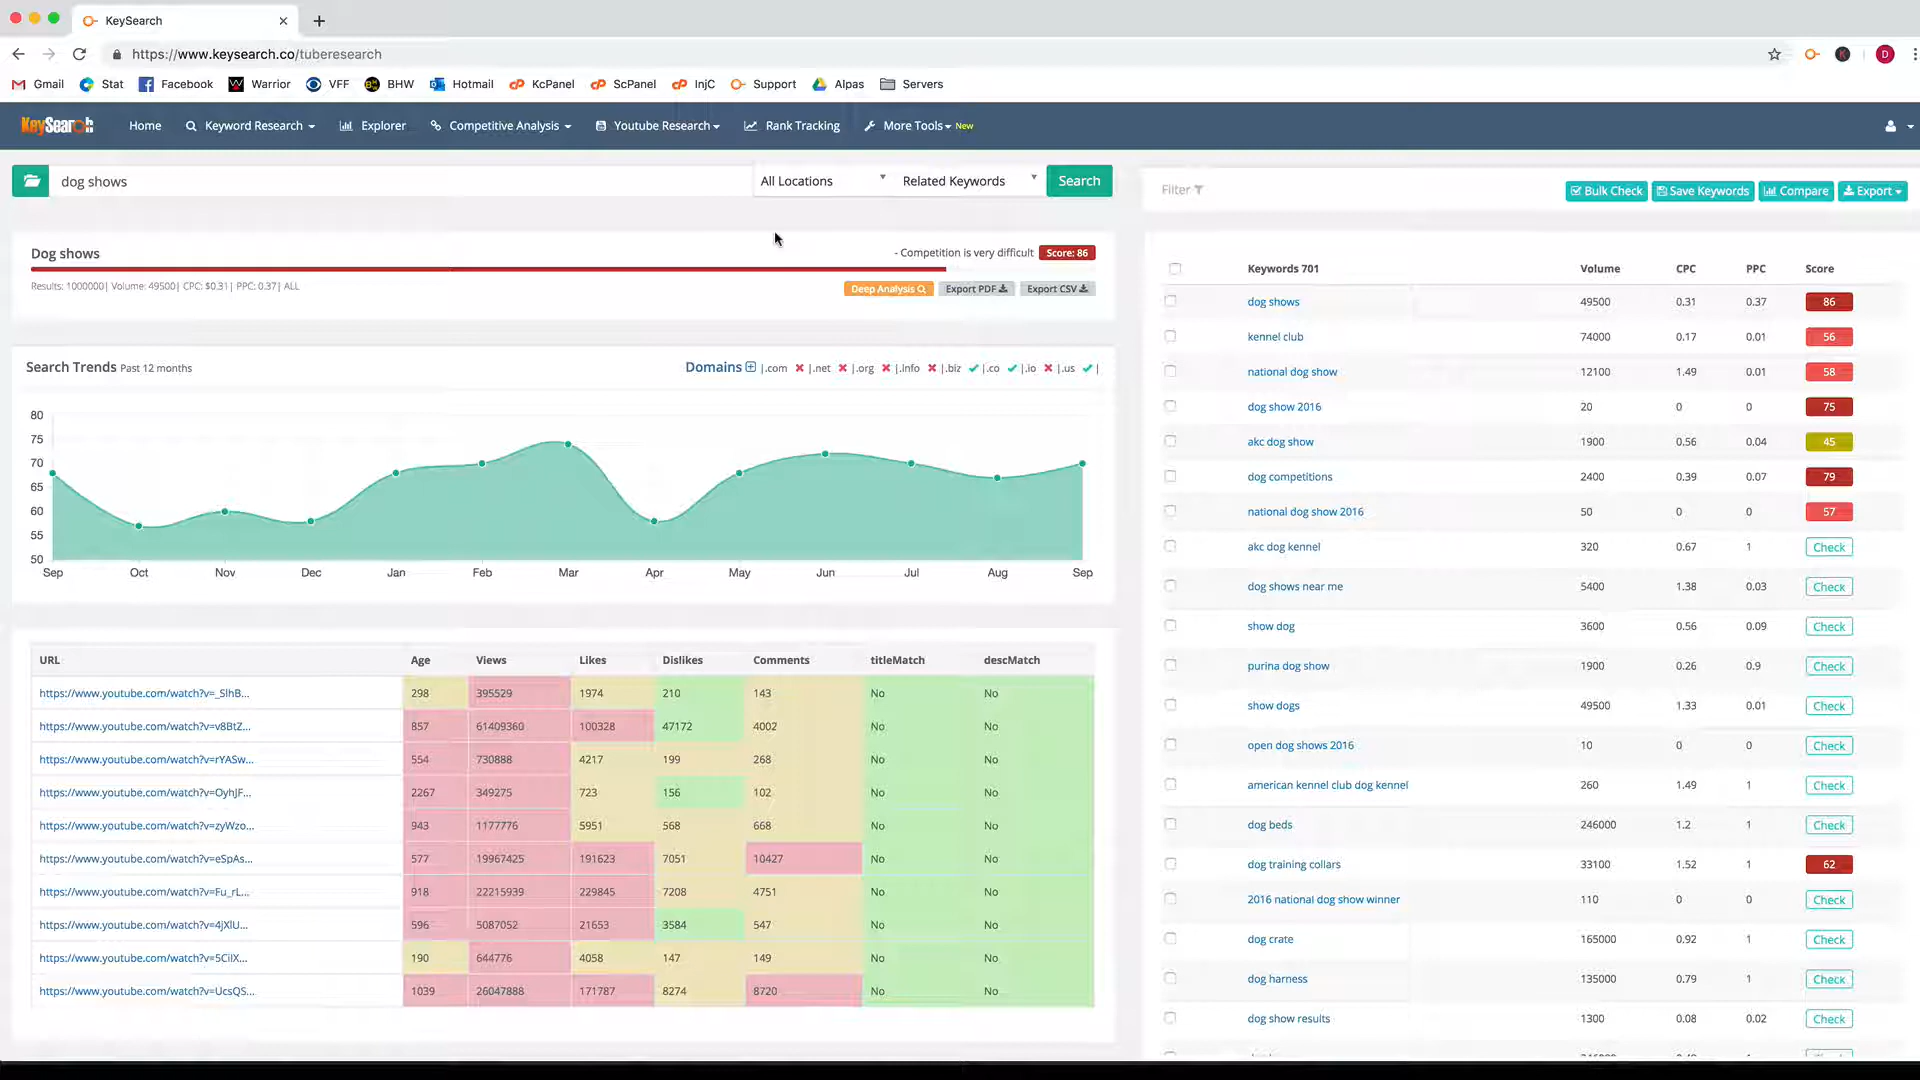 KeySearch
https://www.keysearch.co/tuberesearch
Gmail Stat Facebook Warrior VFF BHW Hotmail KcPanel ScPanel InjC Support Alpas Servers
D
KeySearch Home Keyword Research Explorer Competitive Analysis Youtube Research Rank Tracking More Tools New
dog shows All Locations Related Keywords Search
Dog shows - Competition is very difficult Score: 86
Results: 1000000| Volume: 49500| CPC: $0.31| PPC: 0.37| ALL
Deep Analysis Export PDF Export CSV
Search Trends Past 12 months
Domains |.com |.net |.org |.info |.biz |.co |.io |.us |
80
75
70
65
60
55
50
Sep Oct Nov Dec Jan Feb Mar Apr May Jun Jul Aug Sep
URL Age Views Likes Dislikes Comments titleMatch descMatch
https://www.youtube.com/watch?v=_SlhB... 298 395529 1974 210 143 No No
https://www.youtube.com/watch?v=v8BtZ... 857 61409360 100328 47172 4002 No No
https://www.youtube.com/watch?v=rYASw... 554 730888 4217 199 268 No No
https://www.youtube.com/watch?v=OyhJF... 2267 349275 723 156 102 No No
https://www.youtube.com/watch?v=zyWzo... 943 1177776 5951 568 668 No No
https://www.youtube.com/watch?v=eSpAs... 577 19967425 191623 7051 10427 No No
https://www.youtube.com/watch?v=Fu_rL... 918 22215939 229845 7208 4751 No No
https://www.youtube.com/watch?v=4jXlU... 596 5087052 21653 3584 547 No No
https://www.youtube.com/watch?v=5CilX... 190 644776 4058 147 149 No No
https://www.youtube.com/watch?v=UcsQS... 1039 26047888 171787 8274 8720 No No
Filter Bulk Check Save Keywords Compare Export
Keywords 701 Volume CPC PPC Score
dog shows 49500 0.31 0.37 86
kennel club 74000 0.17 0.01 56
national dog show 12100 1.49 0.01 58
dog show 2016 20 0 0 75
akc dog show 1900 0.56 0.04 45
dog competitions 2400 0.39 0.07 79
national dog show 2016 50 0 0 57
akc dog kennel 320 0.67 1 Check
dog shows near me 5400 1.38 0.03 Check
show dog 3600 0.56 0.09 Check
purina dog show 1900 0.26 0.9 Check
show dogs 49500 1.33 0.01 Check
open dog shows 2016 10 0 0 Check
american kennel club dog kennel 260 1.49 1 Check
dog beds 246000 1.2 1 Check
dog training collars 33100 1.52 1 62
2016 national dog show winner 110 0 0 Check
dog crate 165000 0.92 1 Check
dog harness 135000 0.79 1 Check
dog show results 1300 0.08 0.02 Check